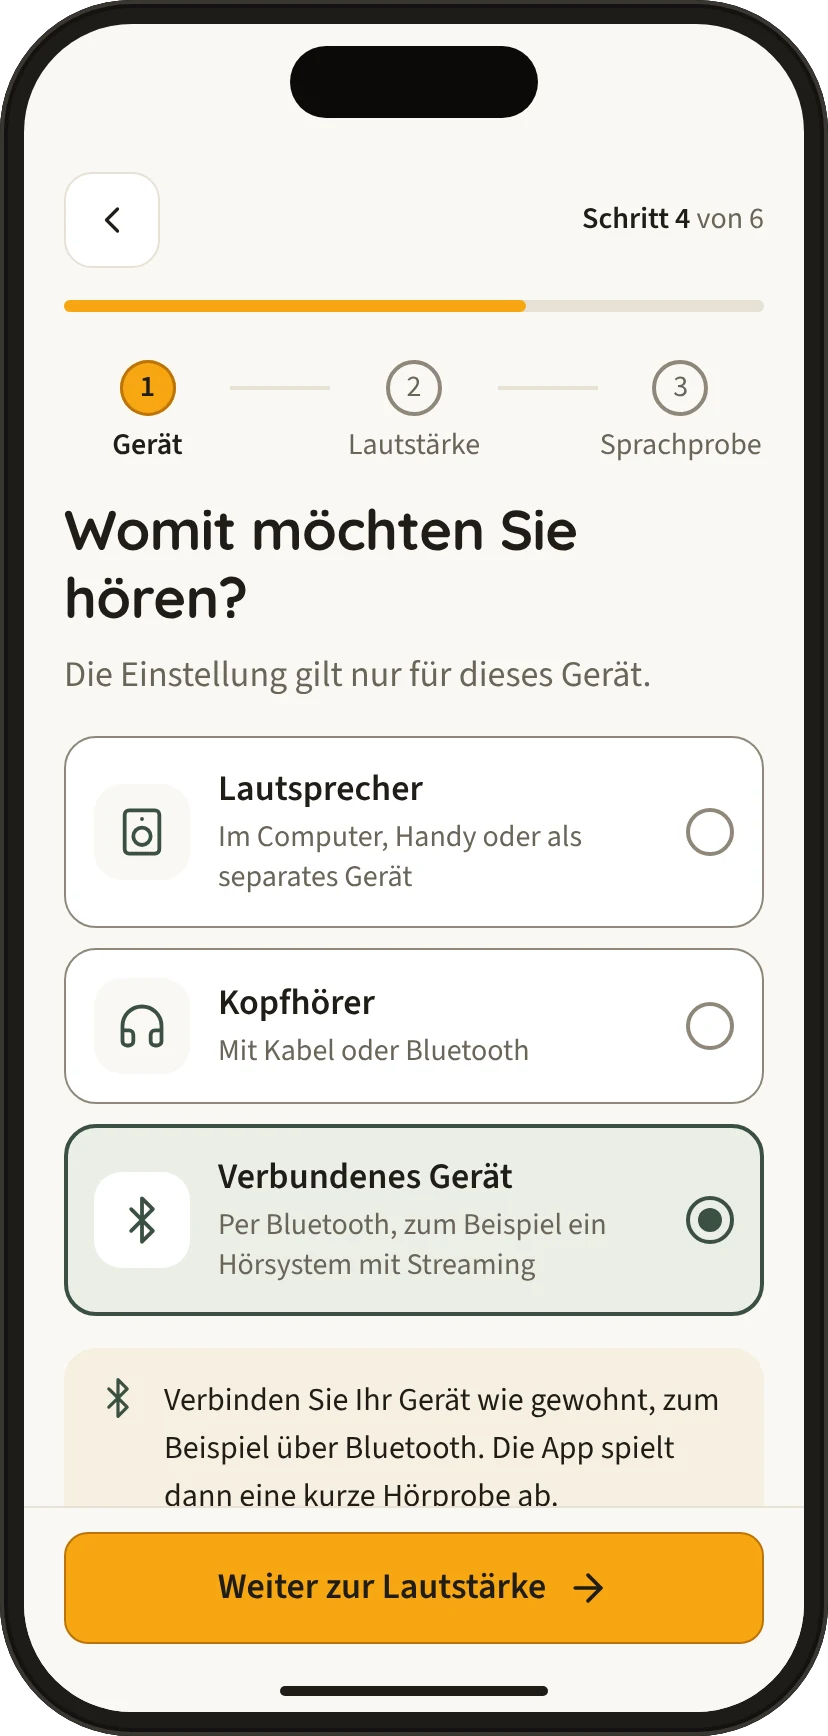 Schritt 4 von 6
1
2
3
Gerät
Lautstärke
Sprachprobe
Womit möchten Sie
hören?
Die Einstellung gilt nur für dieses Gerät.
Lautsprecher
Im Computer, Handy oder als
separates Gerät
Kopfhörer
Mit Kabel oder Bluetooth
Verbundenes Gerät
Per Bluetooth, zum Beispiel ein
Hörsystem mit Streaming
Verbinden Sie Ihr Gerät wie gewohnt, zum
Beispiel über Bluetooth. Die App spielt
dann eine kurze Hörprobe ab.
Weiter zur Lautstärke